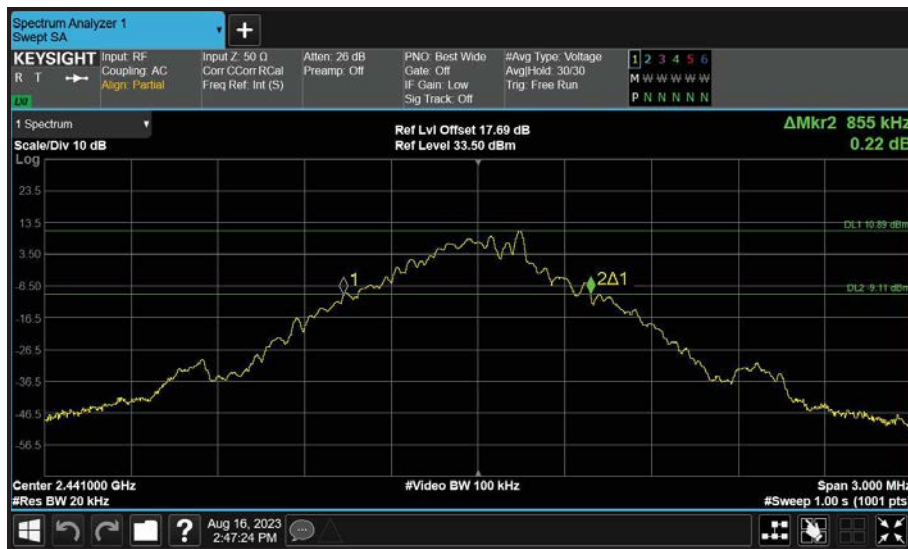 Spectrum Analyzer 1
Swept SA
+
KEYSIGHT
R T
LXI
Input: RF
Coupling: AC
Align: Partial
Input Z: 50 Ω
Corr CCorr RCal
Freq Ref: Int (S)
Atten: 26 dB
Preamp: Off
PNO: Best Wide
Gate: Off
IF Gain: Low
Sig Track: Off
#Avg Type: Voltage
Avg|Hold: 30/30
Trig: Free Run
1 2 3 4 5 6
M W W W W W
P N N N N N
1 Spectrum
Scale/Div 10 dB
Log
Ref Lvl Offset 17.69 dB
Ref Level 33.50 dBm
ΔMkr2 855 kHz
0.22 dB
23.5
13.5
DL1 10.89 dBm
3.50
-6.50
1
2Δ1
DL2 -9.11 dBm
-16.5
-26.5
-36.5
-46.5
-56.5
Center 2.441000 GHz
#Video BW 100 kHz
Span 3.000 MHz
#Res BW 20 kHz
#Sweep 1.00 s (1001 pts
?
Aug 16, 2023
2:47:24 PM